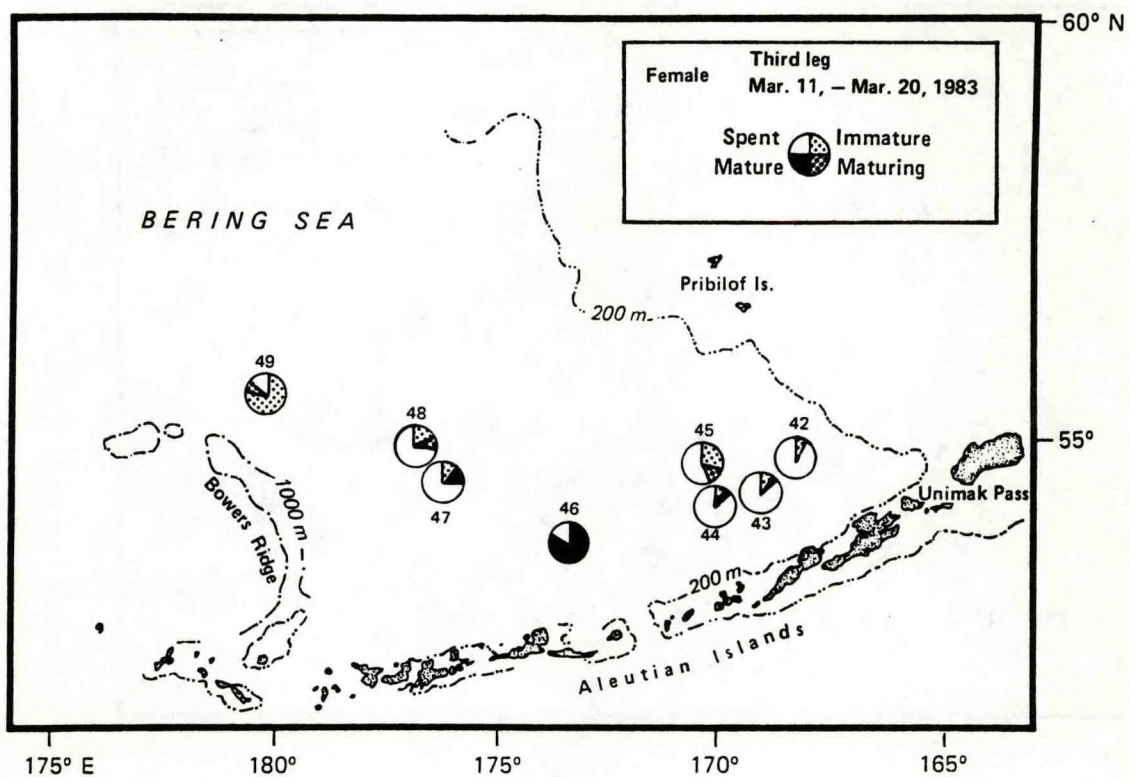 60° N
Third leg
Female
Mar. 11, – Mar. 20, 1983
Spent
Immature
Mature
Maturing
BERING SEA
Pribilof Is.
200 m
49
48
47
46
45
44
43
42
55°
Unimak Pass
1000 m
Bowers Ridge
200 m
Aleutian Islands
175° E
180°
175°
170°
165°